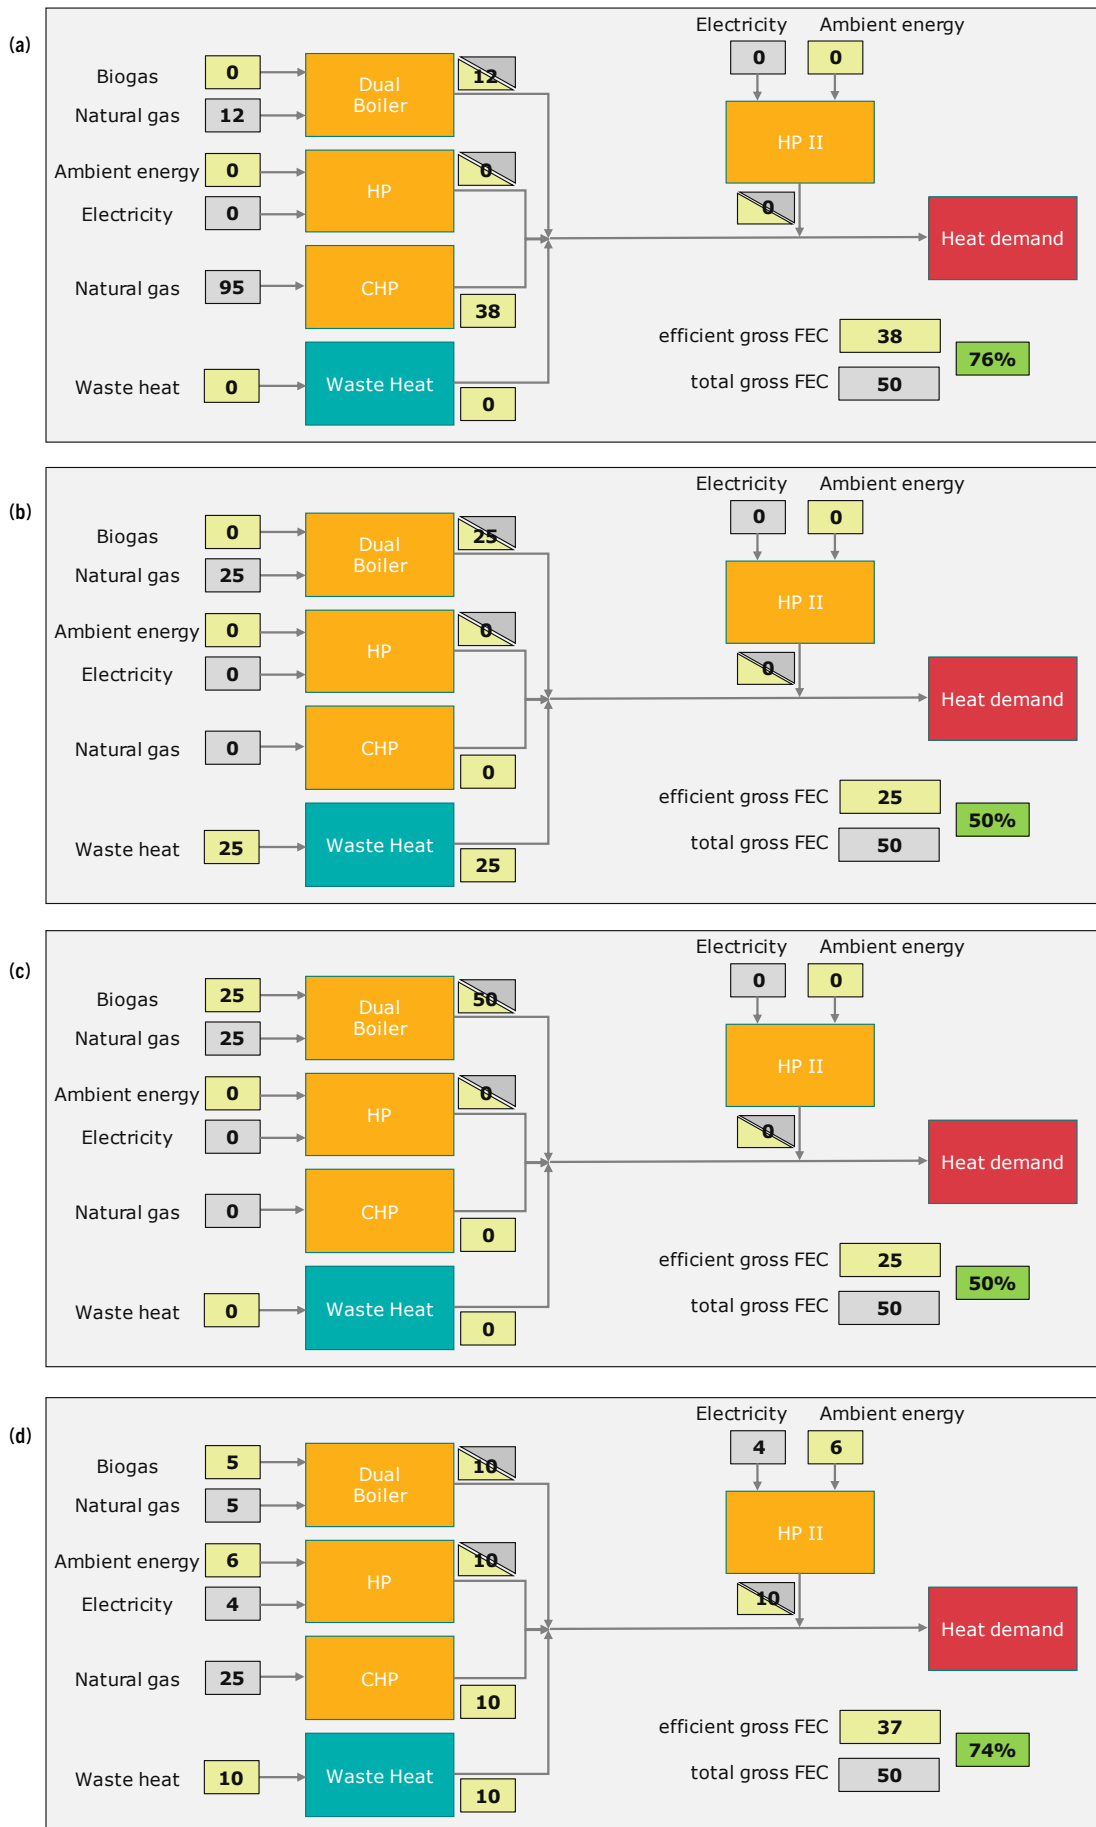 (a)
Electricity
Ambient energy
0
0
Biogas
0
Dual
Boiler
12
Natural gas
12
HP II
Ambient energy
0
HP
0
Electricity
0
0
Heat demand
Natural gas
95
CHP
38
efficient gross FEC
38
76%
total gross FEC
50
Waste heat
0
Waste Heat
0
(b)
Electricity
Ambient energy
0
0
Biogas
0
Dual
Boiler
25
Natural gas
25
HP II
Ambient energy
0
HP
0
Electricity
0
0
Heat demand
Natural gas
0
CHP
0
efficient gross FEC
25
50%
total gross FEC
50
Waste heat
25
Waste Heat
25
(c)
Electricity
Ambient energy
0
0
Biogas
25
Dual
Boiler
50
Natural gas
25
HP II
Ambient energy
0
HP
0
Electricity
0
0
Heat demand
Natural gas
0
CHP
0
efficient gross FEC
25
50%
total gross FEC
50
Waste heat
0
Waste Heat
0
(d)
Electricity
Ambient energy
4
6
Biogas
5
Dual
Boiler
10
Natural gas
5
HP II
Ambient energy
6
HP
10
Electricity
4
10
Heat demand
Natural gas
25
CHP
10
efficient gross FEC
37
74%
total gross FEC
50
Waste heat
10
Waste Heat
10